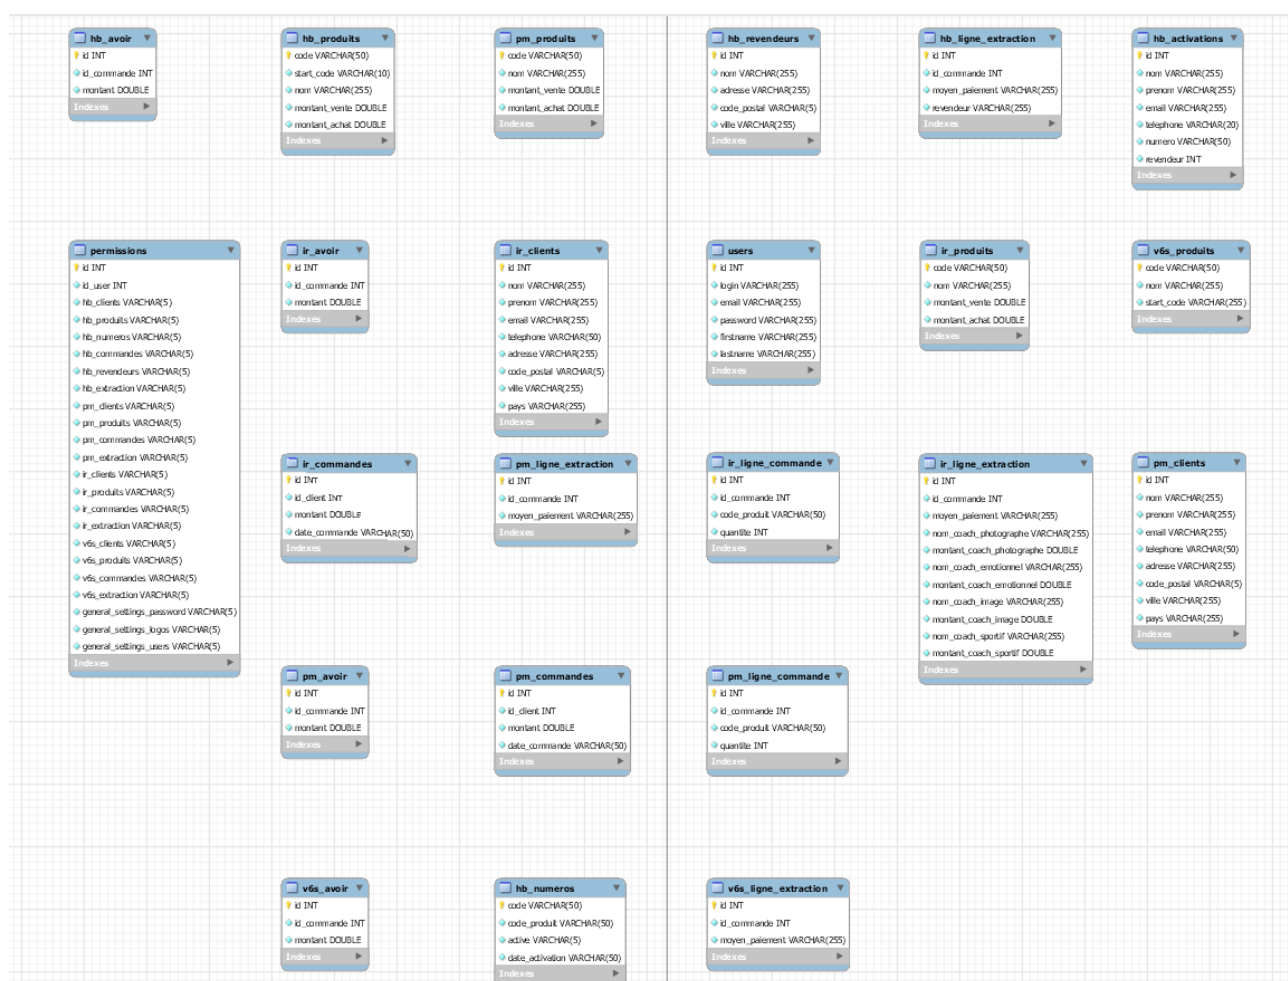 hb_avoir
id INT
id_commande INT
montant DOUBLE
Indexes
hb_produits
code VARCHAR(50)
start_code VARCHAR(10)
nom VARCHAR(255)
montant_vente DOUBLE
montant_achat DOUBLE
Indexes
pm_produits
code VARCHAR(50)
nom VARCHAR(255)
montant_vente DOUBLE
montant_achat DOUBLE
Indexes
hb_revendeurs
id INT
nom VARCHAR(255)
adresse VARCHAR(255)
code_postal VARCHAR(5)
ville VARCHAR(255)
Indexes
hb_ligne_extraction
id INT
id_commande INT
moyen_paiement VARCHAR(255)
revendeur VARCHAR(255)
Indexes
hb_activations
id INT
nom VARCHAR(255)
prenom VARCHAR(255)
email VARCHAR(255)
telephone VARCHAR(20)
numero VARCHAR(50)
revendeur INT
Indexes
permissions
id INT
id_user INT
hb_clients VARCHAR(5)
hb_produits VARCHAR(5)
hb_numeros VARCHAR(5)
hb_commandes VARCHAR(5)
hb_revendeurs VARCHAR(5)
hb_extraction VARCHAR(5)
pm_clients VARCHAR(5)
pm_produits VARCHAR(5)
pm_commandes VARCHAR(5)
pm_extraction VARCHAR(5)
ir_clients VARCHAR(5)
ir_produits VARCHAR(5)
ir_commandes VARCHAR(5)
ir_extraction VARCHAR(5)
v6s_clients VARCHAR(5)
v6s_produits VARCHAR(5)
v6s_commandes VARCHAR(5)
v6s_extraction VARCHAR(5)
general_settings_password VARCHAR(5)
general_settings_logos VARCHAR(5)
general_settings_users VARCHAR(5)
Indexes
ir_avoir
id INT
id_commande INT
montant DOUBLE
Indexes
ir_clients
id INT
nom VARCHAR(255)
prenom VARCHAR(255)
email VARCHAR(255)
telephone VARCHAR(50)
adresse VARCHAR(255)
code_postal VARCHAR(5)
ville VARCHAR(255)
pays VARCHAR(255)
Indexes
users
id INT
login VARCHAR(255)
email VARCHAR(255)
password VARCHAR(255)
firstname VARCHAR(255)
lastname VARCHAR(255)
Indexes
ir_produits
code VARCHAR(50)
nom VARCHAR(255)
montant_vente DOUBLE
montant_achat DOUBLE
Indexes
v6s_produits
code VARCHAR(50)
nom VARCHAR(255)
start_code VARCHAR(255)
Indexes
ir_commandes
id INT
id_client INT
montant DOUBLE
date_commande VARCHAR(50)
Indexes
pm_ligne_extraction
id INT
id_commande INT
moyen_paiement VARCHAR(255)
Indexes
ir_ligne_commande
id INT
id_commande INT
code_produit VARCHAR(50)
quantite INT
Indexes
ir_ligne_extraction
id INT
id_commande INT
moyen_paiement VARCHAR(255)
nom_coach_photographe VARCHAR(255)
montant_coach_photographe DOUBLE
nom_coach_emotionnel VARCHAR(255)
montant_coach_emotionnel DOUBLE
nom_coach_image VARCHAR(255)
montant_coach_image DOUBLE
nom_coach_sportif VARCHAR(255)
montant_coach_sportif DOUBLE
Indexes
pm_clients
id INT
nom VARCHAR(255)
prenom VARCHAR(255)
email VARCHAR(255)
telephone VARCHAR(50)
adresse VARCHAR(255)
code_postal VARCHAR(5)
ville VARCHAR(255)
pays VARCHAR(255)
Indexes
pm_avoir
id INT
id_commande INT
montant DOUBLE
Indexes
pm_commandes
id INT
id_client INT
montant DOUBLE
date_commande VARCHAR(50)
Indexes
pm_ligne_commande
id INT
id_commande INT
code_produit VARCHAR(50)
quantite INT
Indexes
v6s_avoir
id INT
id_commande INT
montant DOUBLE
Indexes
hb_numeros
code VARCHAR(50)
code_produit VARCHAR(50)
active VARCHAR(5)
date_activation VARCHAR(50)
Indexes
v6s_ligne_extraction
id INT
id_commande INT
moyen_paiement VARCHAR(255)
Indexes